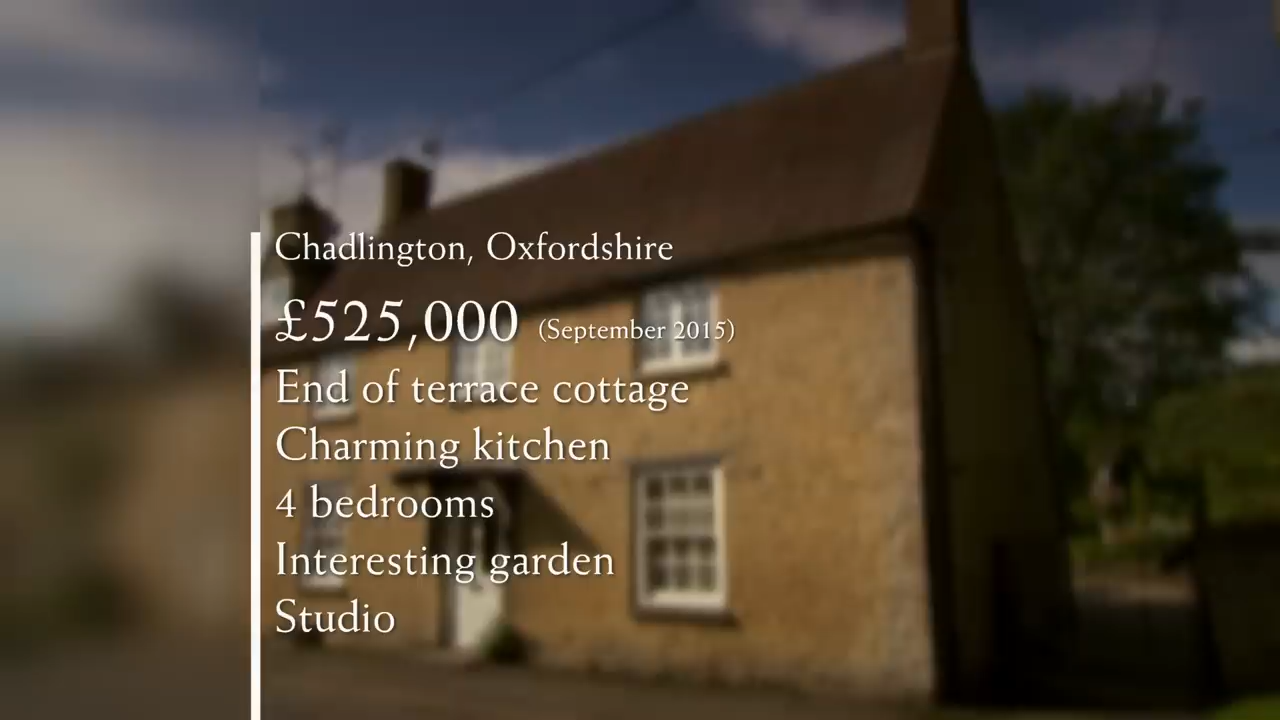 Chadlington, Oxfordshire
£525,000 (September 2015)
End of terrace cottage
Charming kitchen
4 bedrooms
Interesting garden
Studio